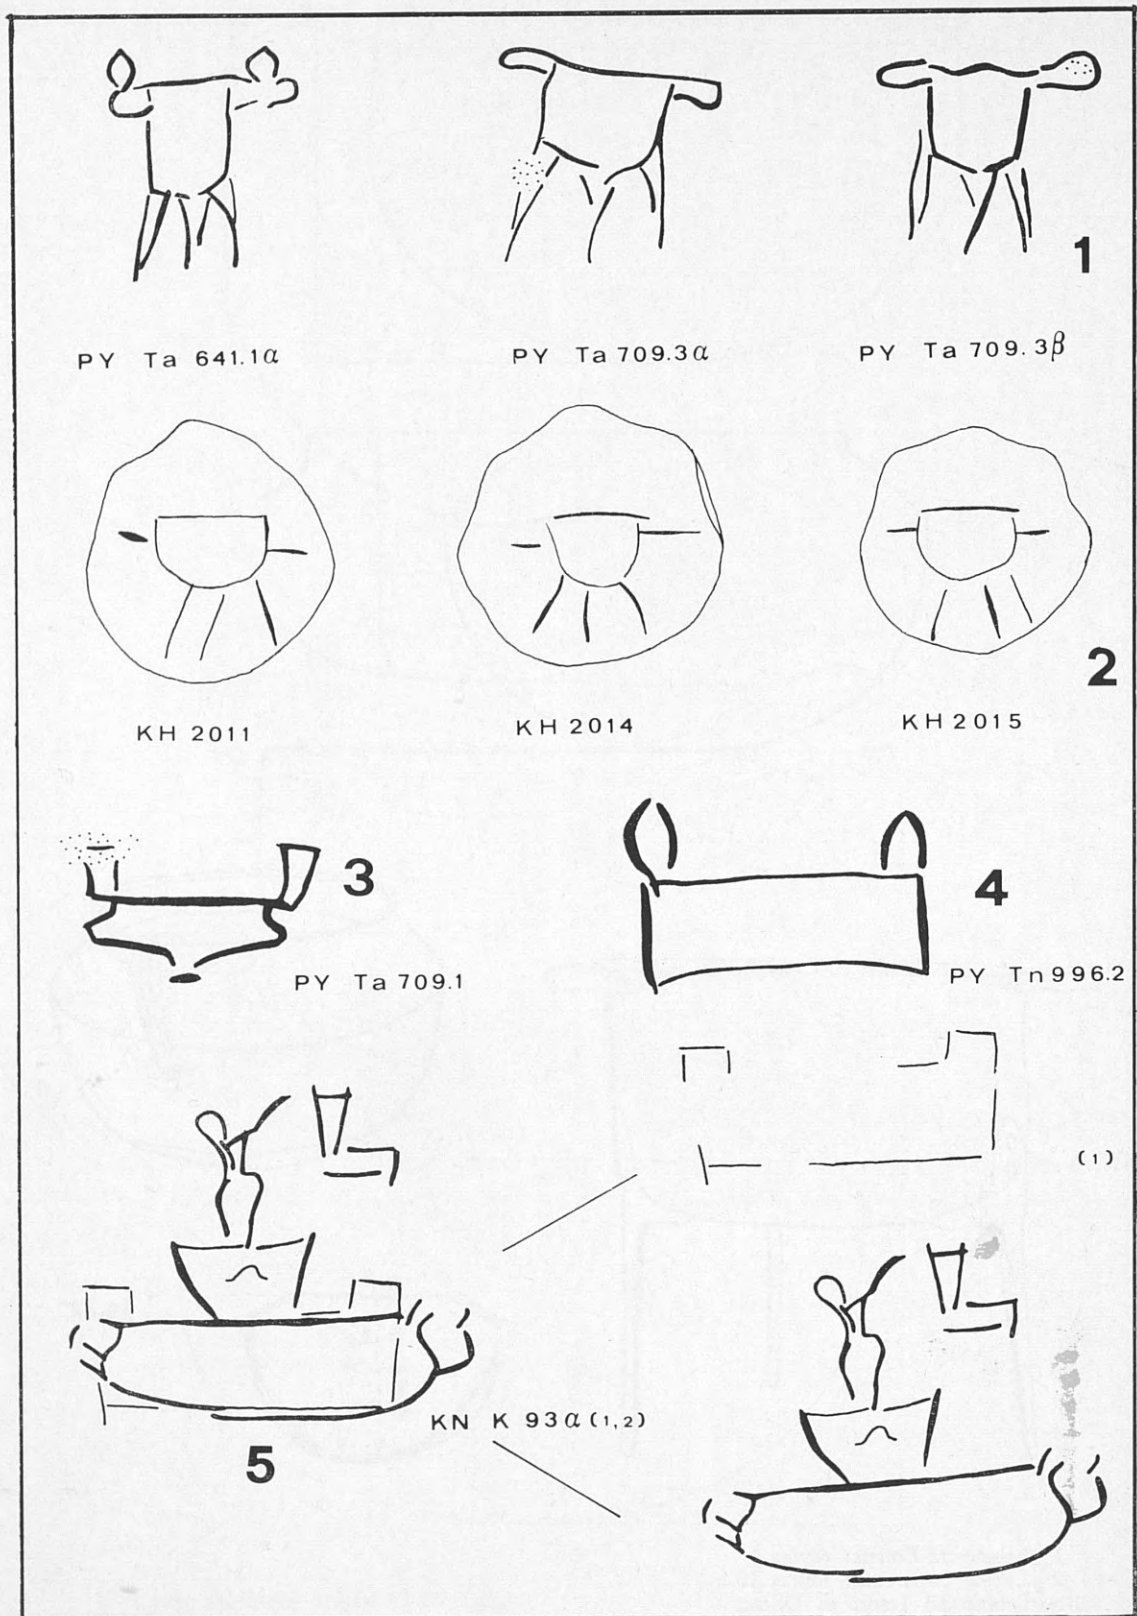 1
PY Ta 641.1α
PY Ta 709.3α
PY Ta 709.3β
2
KH 2011
KH 2014
KH 2015
3
PY Ta 709.1
4
PY Tn 996.2
(1)
KN K 93α (1,2)
5